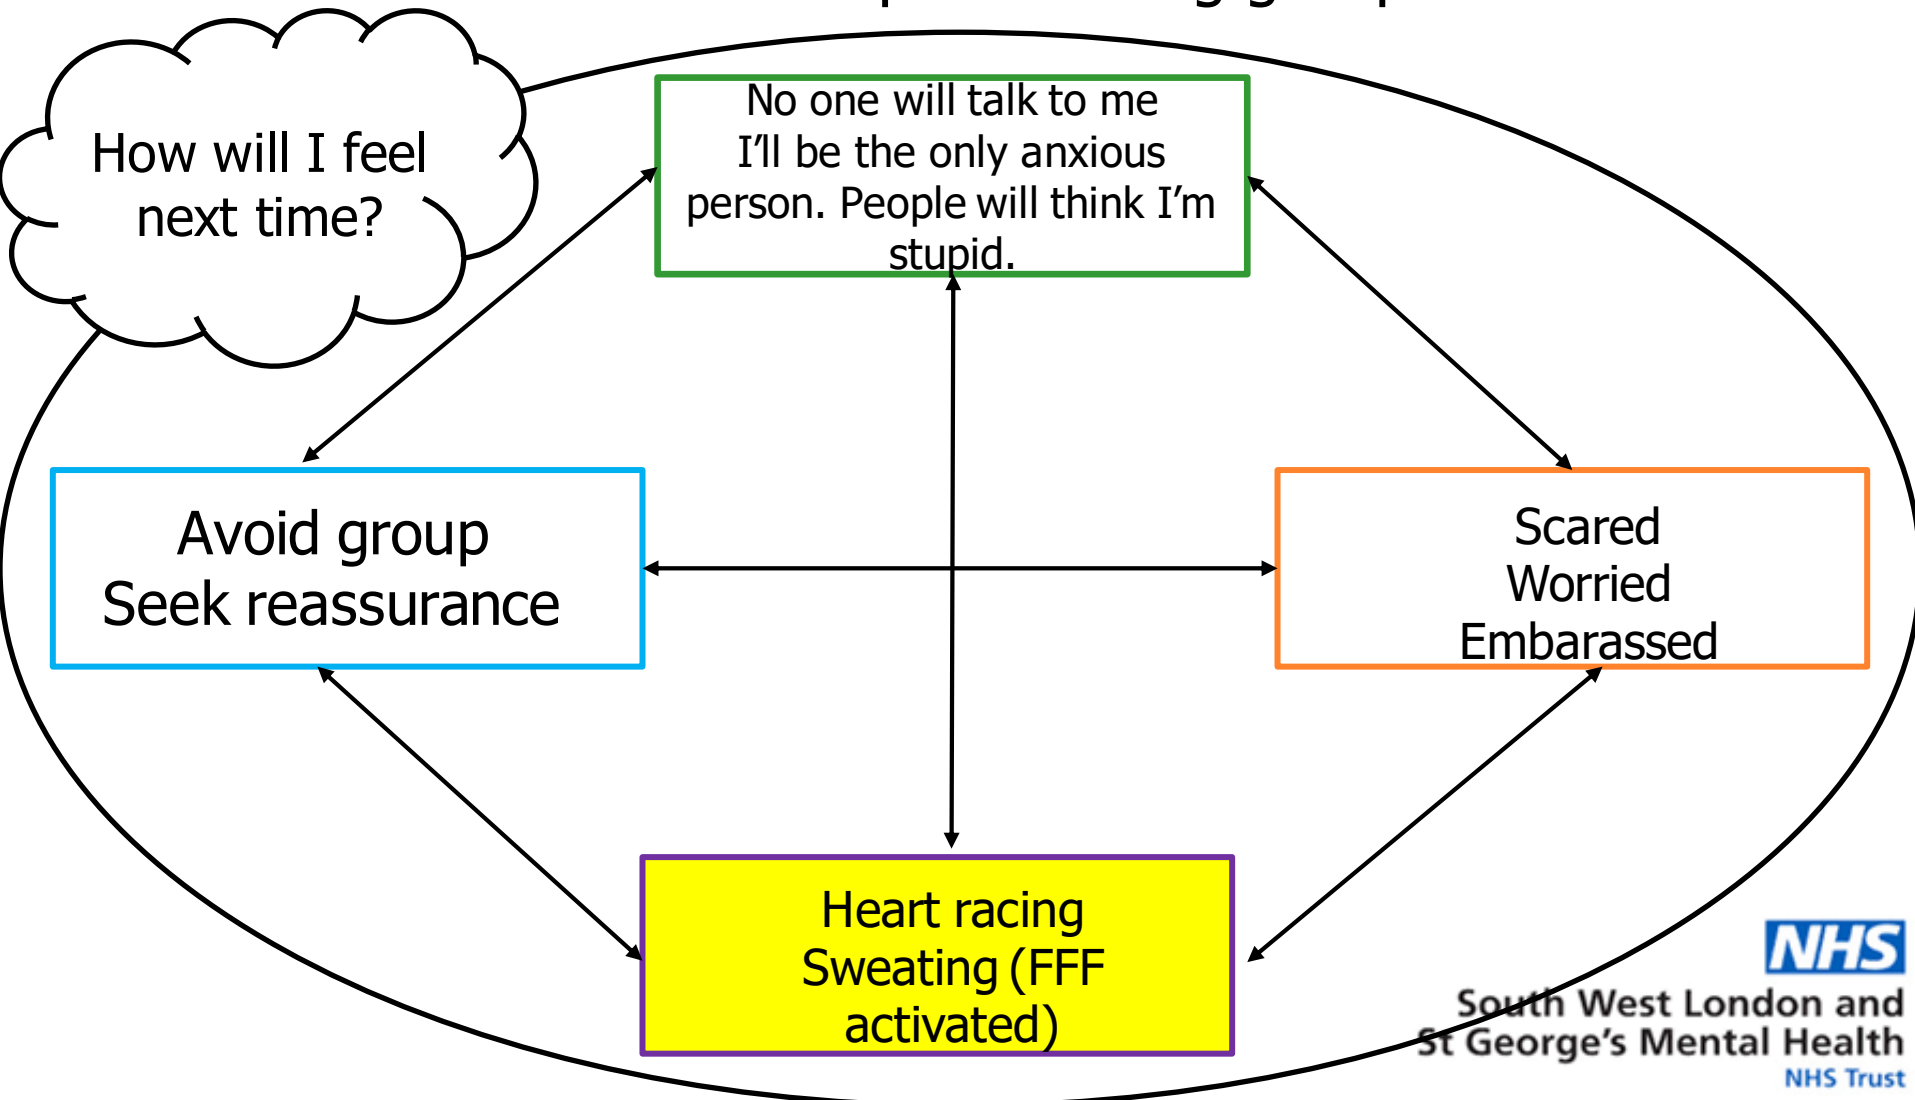 How will I feel
next time?
No one will talk to me
I'll be the only anxious
person. People will think I'm
stupid.
Avoid group
Seek reassurance
Scared
Worried
Embarassed
Heart racing
Sweating (FFF
activated)
NHS
South West London and
St George's Mental Health
NHS Trust